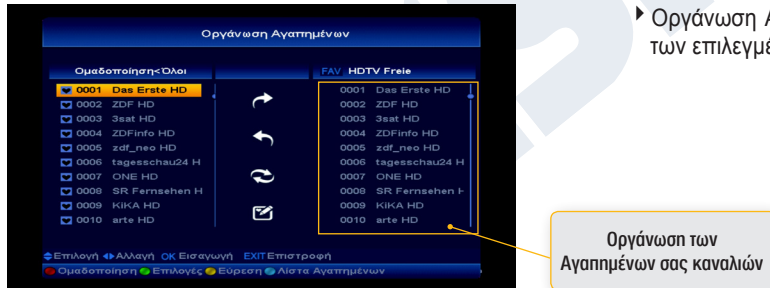 Οργάνωση Αγαπημένων
Ομαδοποίηση<Όλοι
FAV HDTV Freie
0001 Das Erste HD
0002 ZDF HD
0003 3sat HD
0004 ZDFinfo HD
0005 zdf_neo HD
0006 tagesschau24 H
0007 ONE HD
0008 SR Fernsehen H
0009 KiKA HD
0010 arte HD
0001 Das Erste HD
0002 ZDF HD
0003 3sat HD
0004 ZDFinfo HD
0005 zdf_neo HD
0006 tagesschau24 H
0007 ONE HD
0008 SR Fernsehen H
0009 KiKA HD
0010 arte HD
Επιλογή Αλλαγή OK Εισαγωγή EXIT Επιστροφή
Ομαδοποίηση Επιλογές Εύρεση Λίστα Αγαπημένων
Οργάνωση
των επιλεγμέ
Οργάνωση των
Αγαπημένων σας καναλιών